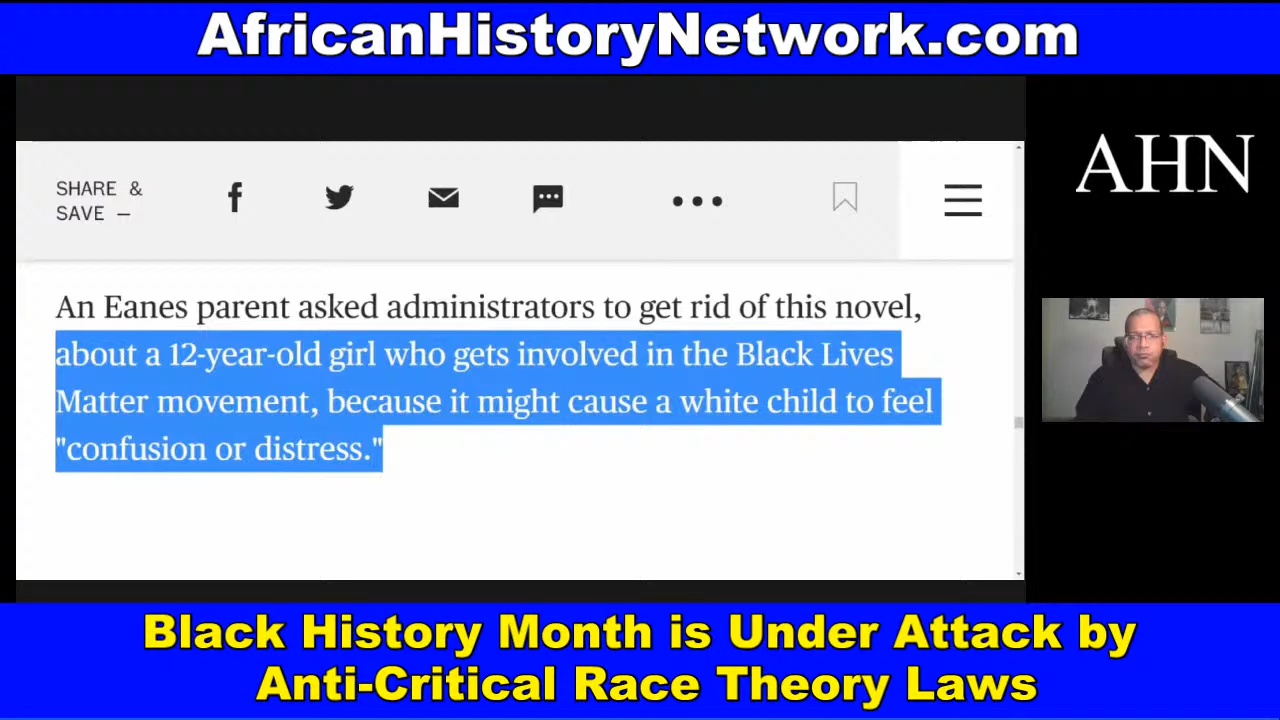 AfricanHistoryNetwork.com
AHN
SHARE &
SAVE –
An Eanes parent asked administrators to get rid of this novel,
about a 12-year-old girl who gets involved in the Black Lives
Matter movement, because it might cause a white child to feel
"confusion or distress."
Black History Month is Under Attack by
Anti-Critical Race Theory Laws